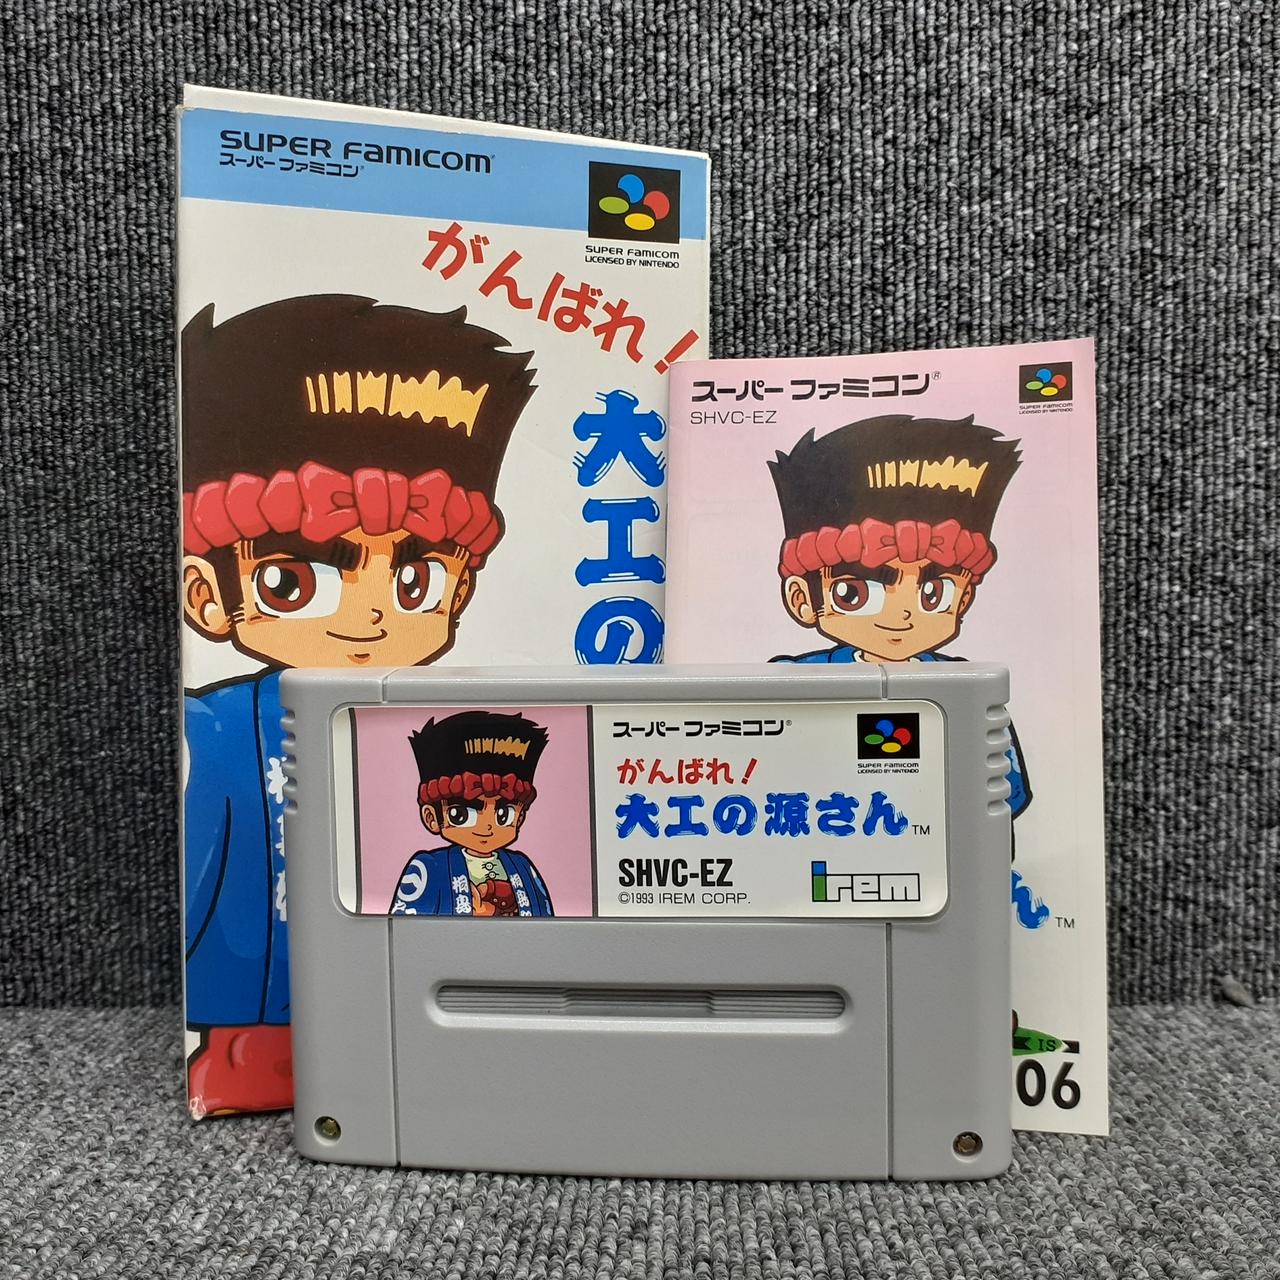 SUPER FAMICOM
スーパーファミコン
SUPER FAMICOM
LICENSED BY NINTENDO
がんばれ!
大工の
スーパーファミコン®
SHVC-EZ
SUPER FAMICOM
LICENSED BY NINTENDO
ん TM
IS
06
スーパーファミコン®
SUPER FAMICOM
LICENSED BY NINTENDO
がんばれ!
大工の源さん TM
SHVC-EZ
©1993 IREM CORP.
irem